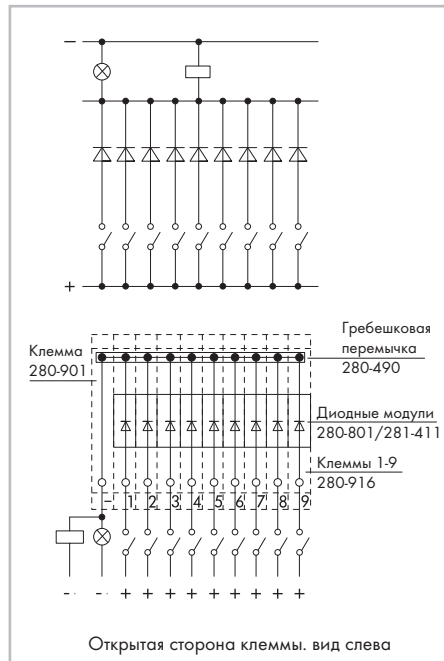 −
+
Клемма
280-901
Гребешковая
перемычка
280-490
Диодные модули
280-801/281-411
Клеммы 1-9
280-916
− 1 2 3 4 5 6 7 8 9
- - + + + + + + + + +
Открытая сторона клеммы. вид слева